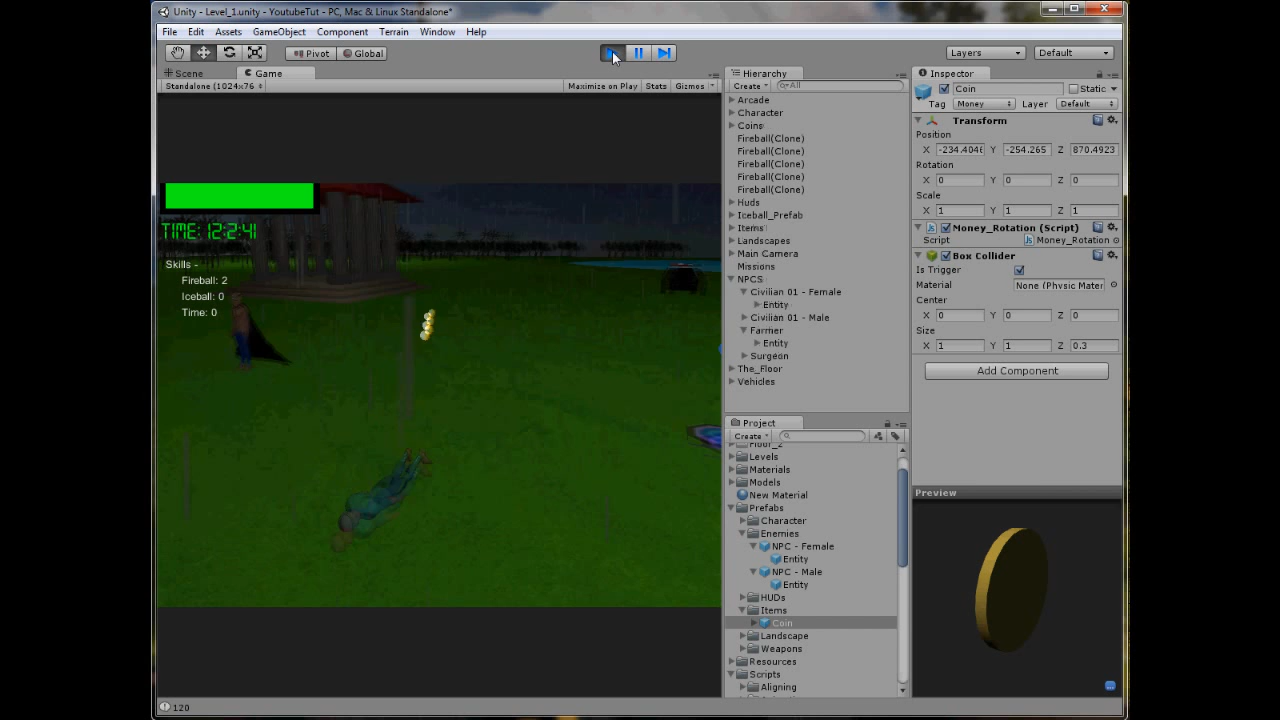 Unity - Level_1.unity - YoutubeTut - PC, Mac & Linux Standalone*
File Edit Assets GameObject Component Terrain Window Help
Pivot Global Layers Default
Scene Game
Standalone (1024x76 Maximize on Play Stats Gizmos
TIME: 12:2:41
Skills -
Fireball: 2
Iceball: 0
Time: 0
Hierarchy
Create All
Arcade
Character
Coins
Fireball(Clone)
Fireball(Clone)
Fireball(Clone)
Fireball(Clone)
Fireball(Clone)
Huds
Iceball_Prefab
Items
Landscapes
Main Camera
Missions
NPCS
Civilian 01 - Female
Entity
Civilian 01 - Male
Farmer
Entity
Surgeon
The_Floor
Vehicles
Project
Create
Floor_2
Levels
Materials
Models
New Material
Prefabs
Character
Enemies
NPC - Female
Entity
NPC - Male
Entity
HUDs
Items
Coin
Landscape
Weapons
Resources
Scripts
Aligning
Inspector
Coin Static
Tag Money Layer Default
Transform
Position
X -234.404 Y -254.265 Z 870.4923
Rotation
X 0 Y 0 Z 0
Scale
X 1 Y 1 Z 1
Money_Rotation (Script)
Script Money_Rotation
Box Collider
Is Trigger
Material None (Physic Mater
Center
X 0 Y 0 Z 0
Size
X 1 Y 1 Z 0.3
Add Component
Preview
120